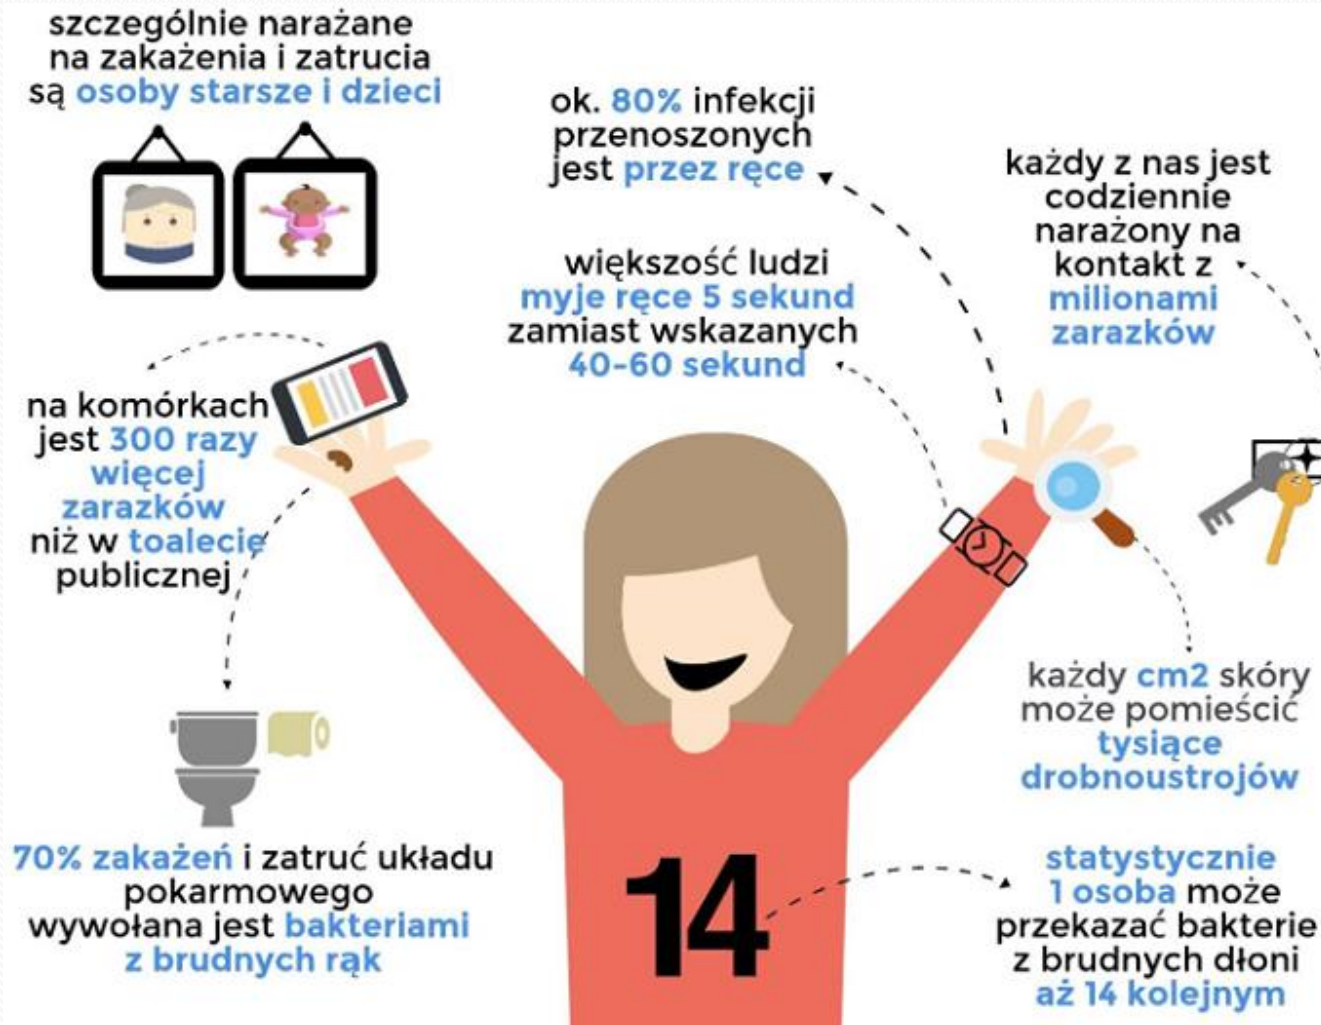 szczególnie narażane
na zakażenia i zatrucia
są osoby starsze i dzieci
ok. 80% infekcji
przenoszonych
jest przez ręce
każdy z nas jest
codziennie
narażony na
kontakt z
milionami
zarazków
większość ludzi
myje ręce 5 sekund
zamiast wskazanych
40-60 sekund
na komórkach
jest 300 razy
więcej
zarazków
niż w toalecie
publicznej
każdy cm2 skóry
może pomieścić
tysiące
drobnoustrojów
70% zakażeń i zatruć układu
pokarmowego
wywołana jest bakteriami
z brudnych rąk
14
statystycznie
1 osoba może
przekazać bakterie
z brudnych dłoni
aż 14 kolejnym